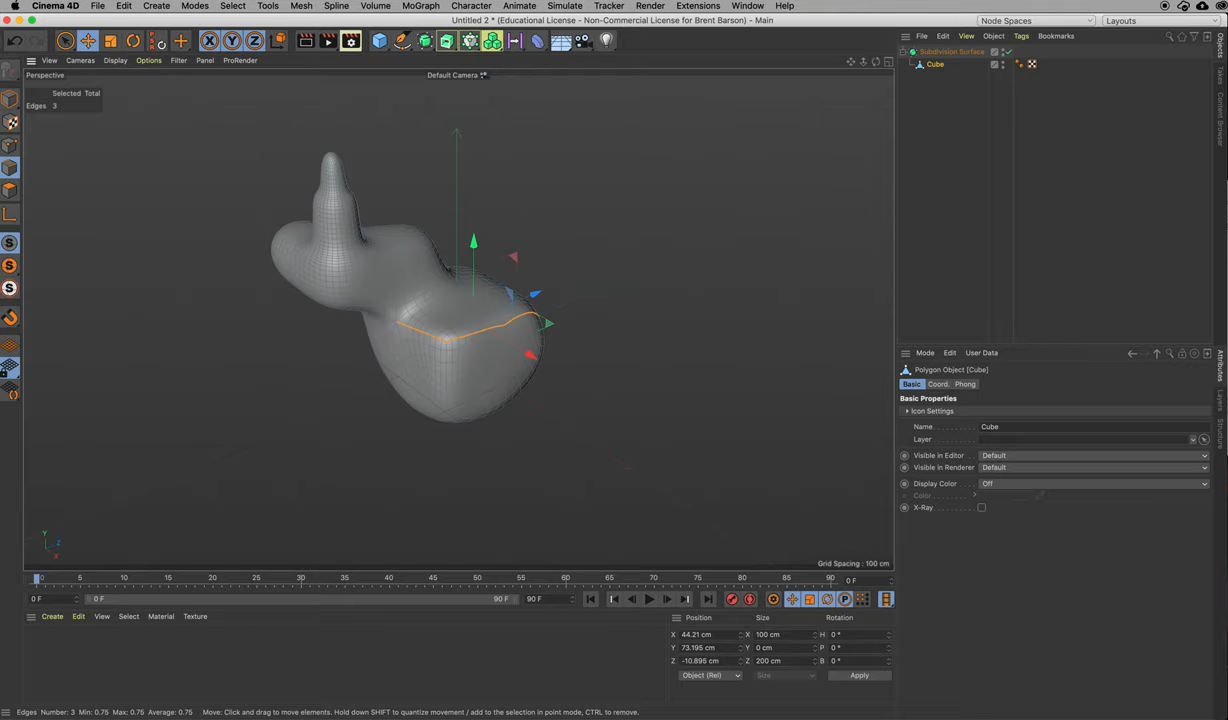 Cinema 4D File Edit Create Modes Select Tools Mesh Spline Volume MoGraph Character Animate Simulate Tracker Render Extensions Window Help
Untitled 2 * (Educational License - Non-Commercial License for Brent Barson) - Main
Node Spaces
Layouts
X Y Z
File Edit View Object Tags Bookmarks
View Cameras Display Options Filter Panel ProRender
Perspective
Default Camera
Selected Total
Edges 3
Subdivision Surface
Cube
Objects
Takes
Content Browser
Attributes
Layers
Structure
S
S
S
Mode Edit User Data
Polygon Object [Cube]
Basic Coord. Phong
Basic Properties
Icon Settings
Name Cube
Layer
Visible in Editor Default
Visible in Renderer Default
Display Color Off
Color
X-Ray
Y
Z
X
Grid Spacing : 100 cm
0 5 10 15 20 25 30 35 40 45 50 55 60 65 70 75 80 85 90 0 F
0 F 0 F 90 F 90 F
P
Create Edit View Select Material Texture
Position Size Rotation
X 44.21 cm X 100 cm H 0 °
Y 73.195 cm Y 0 cm P 0 °
Z -10.895 cm Z 200 cm B 0 °
Object (Rel) Size Apply
Edges Number: 3 Min: 0.75 Max: 0.75 Average: 0.75 Move: Click and drag to move elements. Hold down SHIFT to quantize movement / add to the selection in point mode, CTRL to remove.